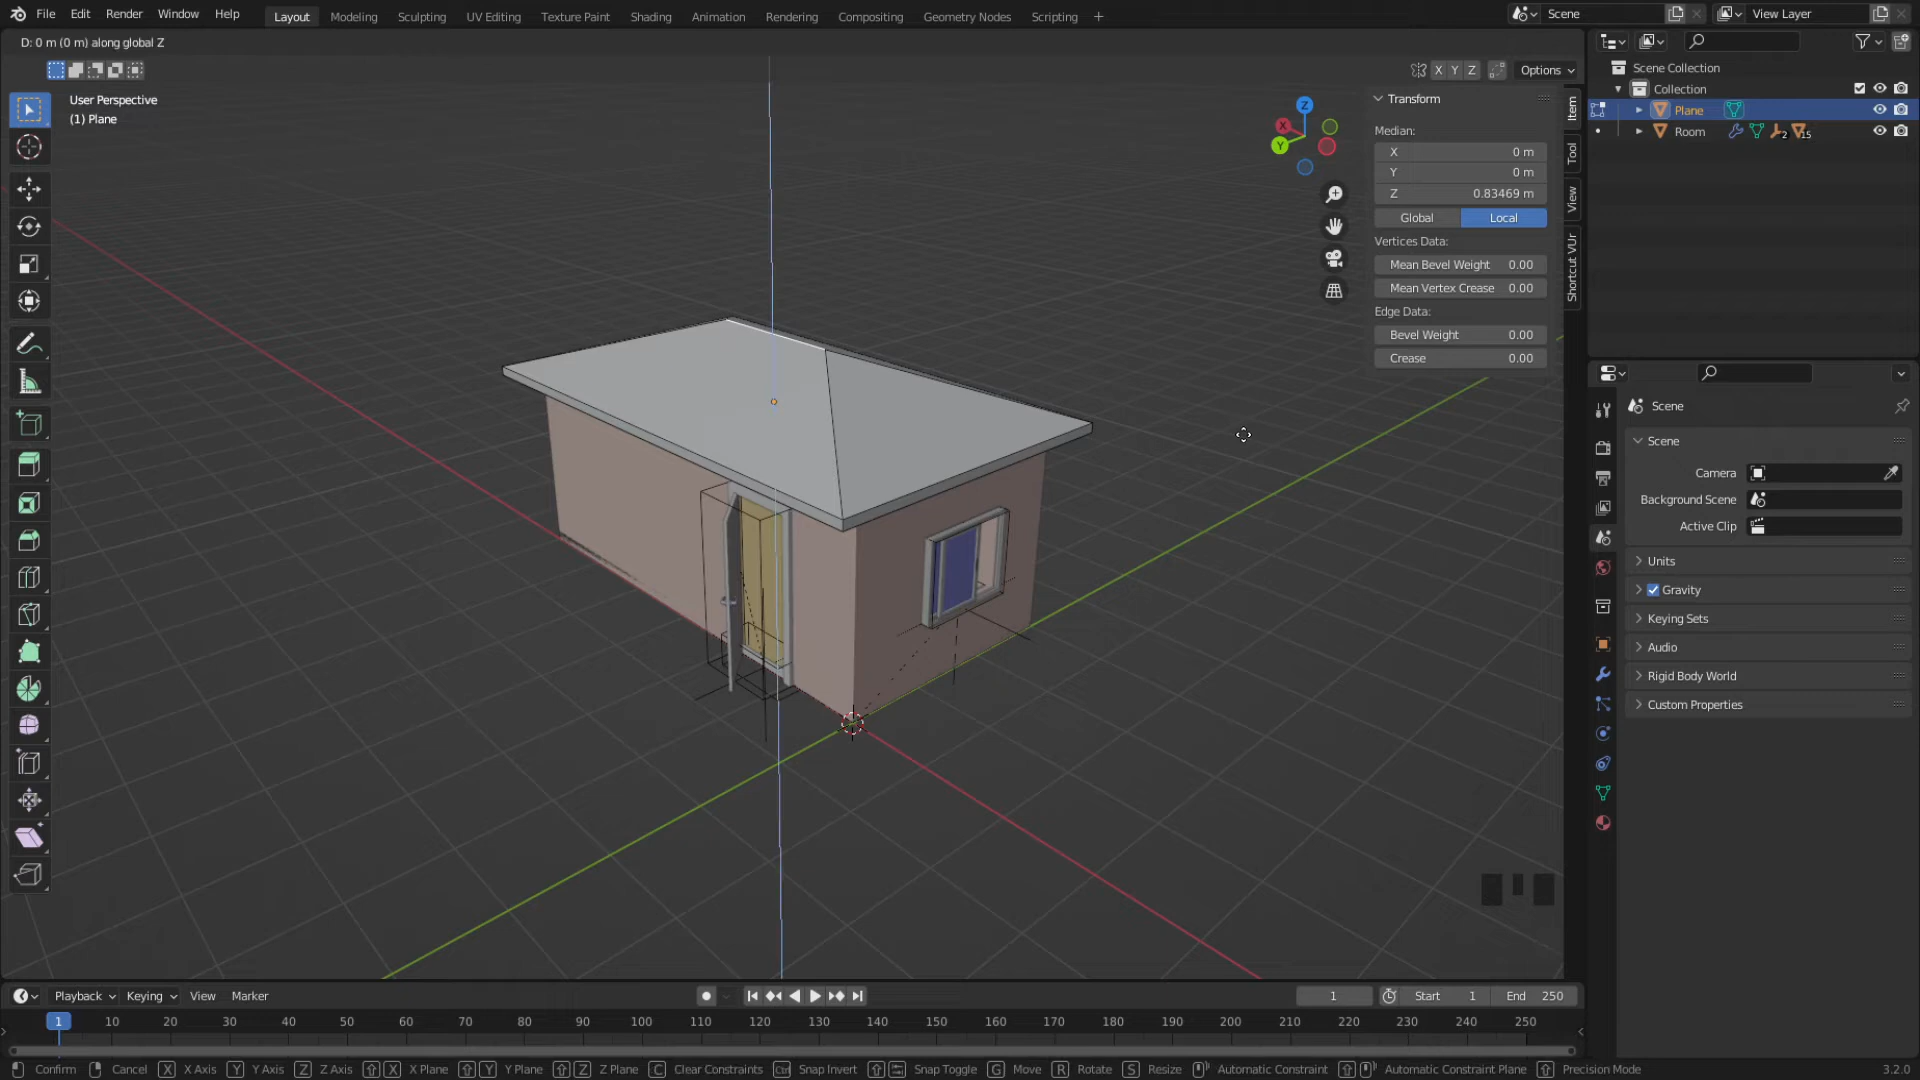 File Edit Render Window Help Layout Modeling Sculpting UV Editing Texture Paint Shading Animation Rendering Compositing Geometry Nodes Scripting + Scene View Layer
D: 0 m (0 m) along global Z
X Y Z Options
User Perspective
(1) Plane
Z
X
Y
Transform
Median:
X 0 m
Y 0 m
Z 0.83469 m
Global Local
Vertices Data:
Mean Bevel Weight 0.00
Mean Vertex Crease 0.00
Edge Data:
Bevel Weight 0.00
Crease 0.00
Item
Tool
View
Shortcut VUr
Scene Collection
Collection
Plane
Room 2 15
Scene
Scene
Camera
Background Scene
Active Clip
Units
Gravity
Keying Sets
Audio
Rigid Body World
Custom Properties
Playback Keying View Marker 1 Start 1 End 250
1 10 20 30 40 50 60 70 80 90 100 110 120 130 140 150 160 170 180 190 200 210 220 230 240 250
Confirm Cancel X X Axis Y Y Axis Z Z Axis X X Plane Y Y Plane Z Z Plane C Clear Constraints Ctrl Snap Invert Snap Toggle G Move R Rotate S Resize Automatic Constraint Automatic Constraint Plane Precision Mode 3.2.0